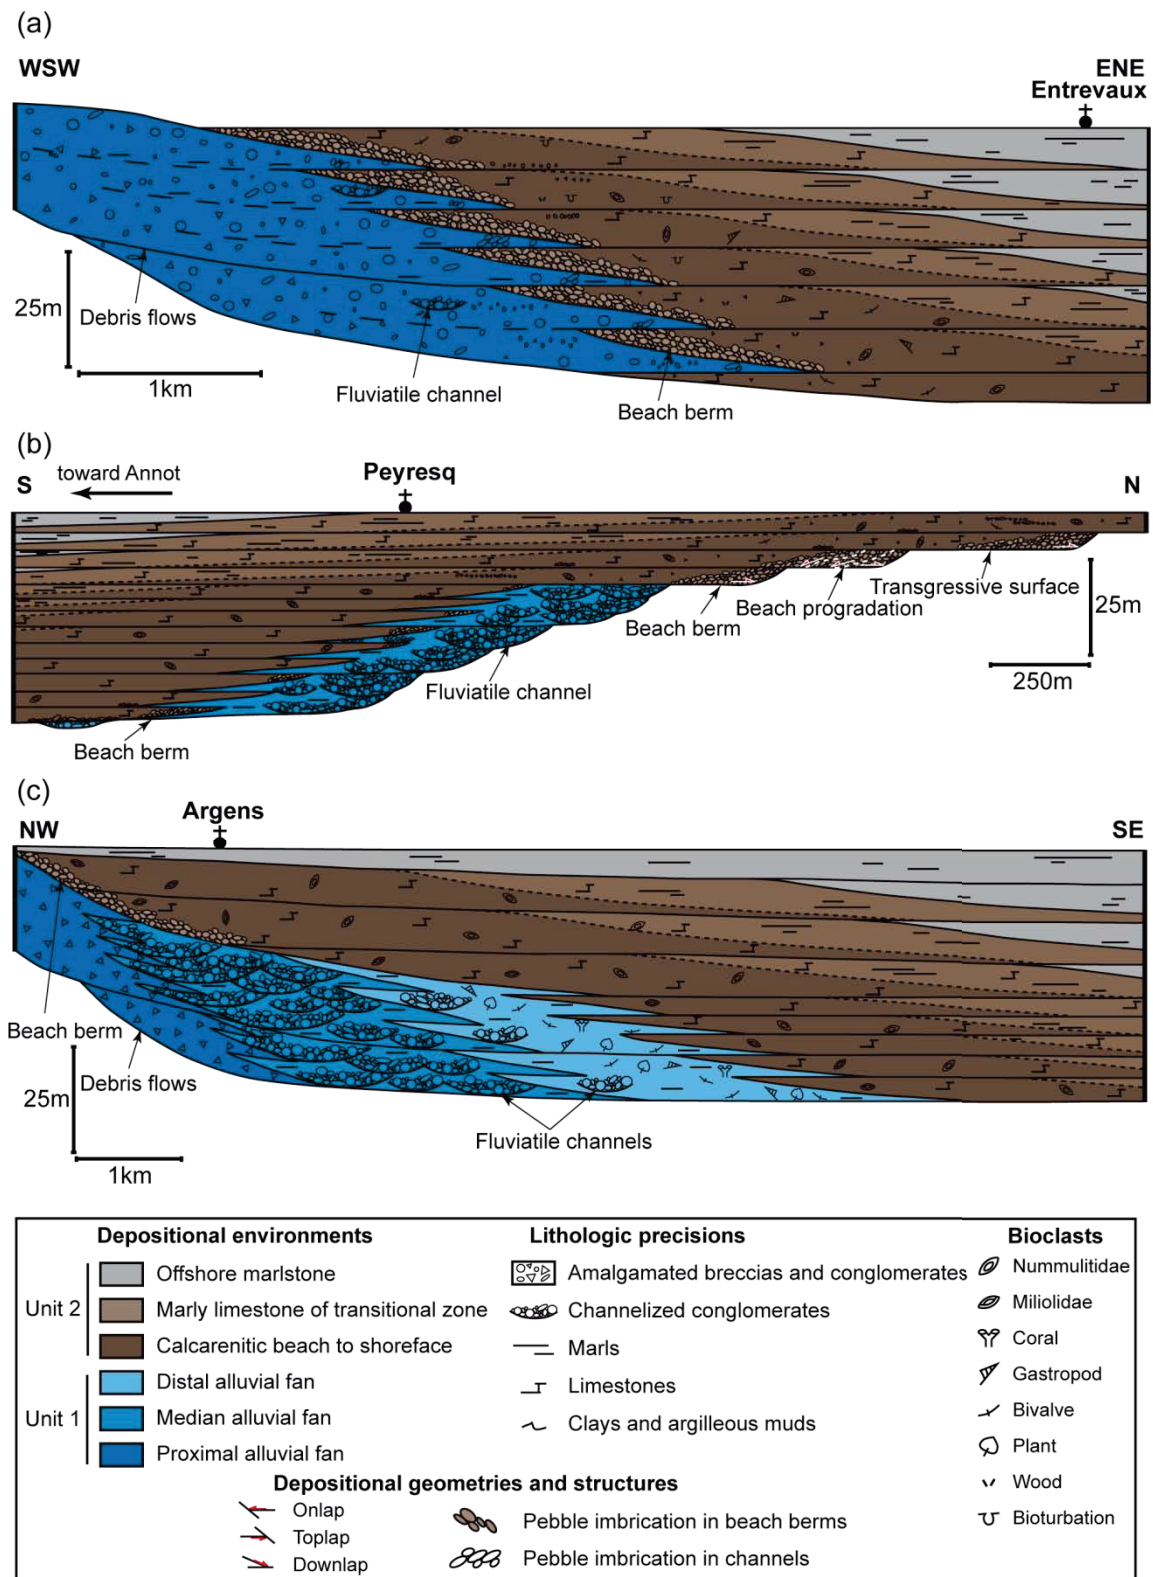 (a)
WSW
ENE
Entrevaux
25m
Debris flows
1km
Fluviatile channel
Beach berm
(b)
toward Annot
S
Peyresq
N
Transgressive surface
Beach progradation
Beach berm
25m
Fluviatile channel
250m
Beach berm
(c)
Argens
NW
SE
Beach berm
Debris flows
25m
Fluviatile channels
1km
Depositional environments
Unit 2
Offshore marlstone
Marly limestone of transitional zone
Calcarenitic beach to shoreface
Unit 1
Distal alluvial fan
Median alluvial fan
Proximal alluvial fan
Lithologic precisions
Amalgamated breccias and conglomerates
Channelized conglomerates
Marls
Limestones
Clays and argilleous muds
Bioclasts
Nummulitidae
Miliolidae
Coral
Gastropod
Bivalve
Plant
Wood
Bioturbation
Depositional geometries and structures
Onlap
Toplap
Downlap
Pebble imbrication in beach berms
Pebble imbrication in channels